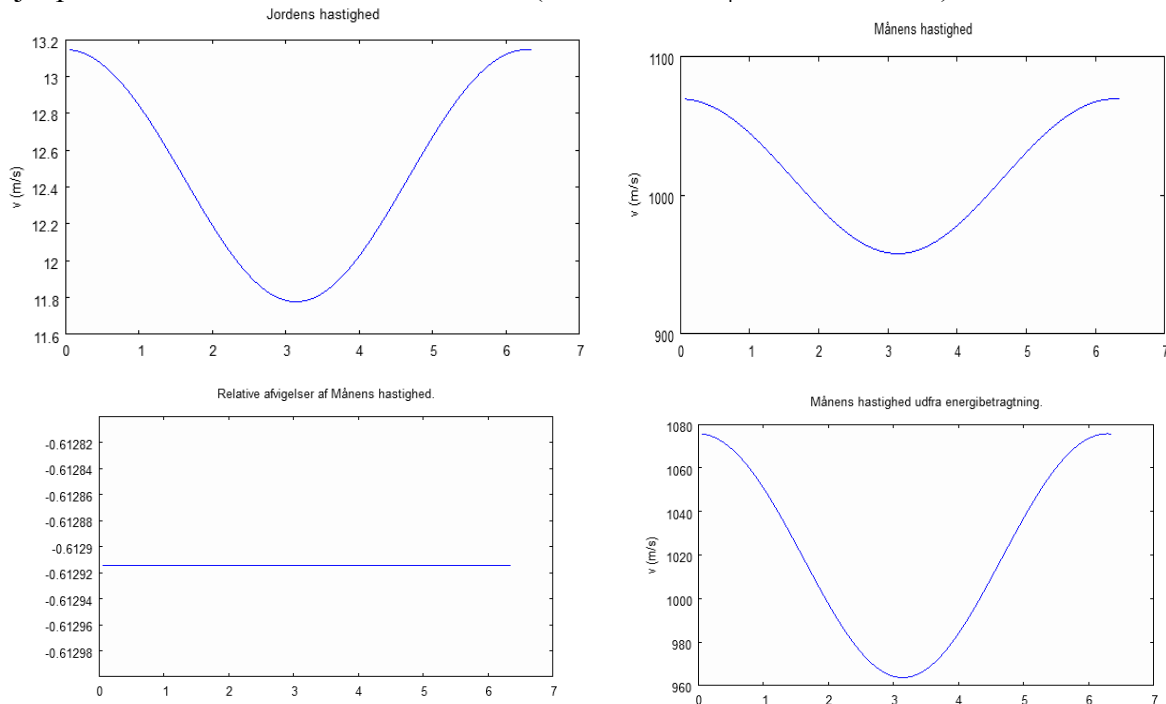 Jordens hastighed
13.2
13
12.8
12.6
12.4
12.2
12
11.8
11.6
v (m/s)
0 1 2 3 4 5 6 7
Månens hastighed
1100
1000
900
v (m/s)
0 1 2 3 4 5 6 7
Relative afvigelser af Månens hastighed.
-0.61282
-0.61284
-0.61286
-0.61288
-0.6129
-0.61292
-0.61294
-0.61296
-0.61298
0 1 2 3 4 5 6 7
Månens hastighed udfra energibetragtning.
1080
1060
1040
1020
1000
980
960
v (m/s)
0 1 2 3 4 5 6 7